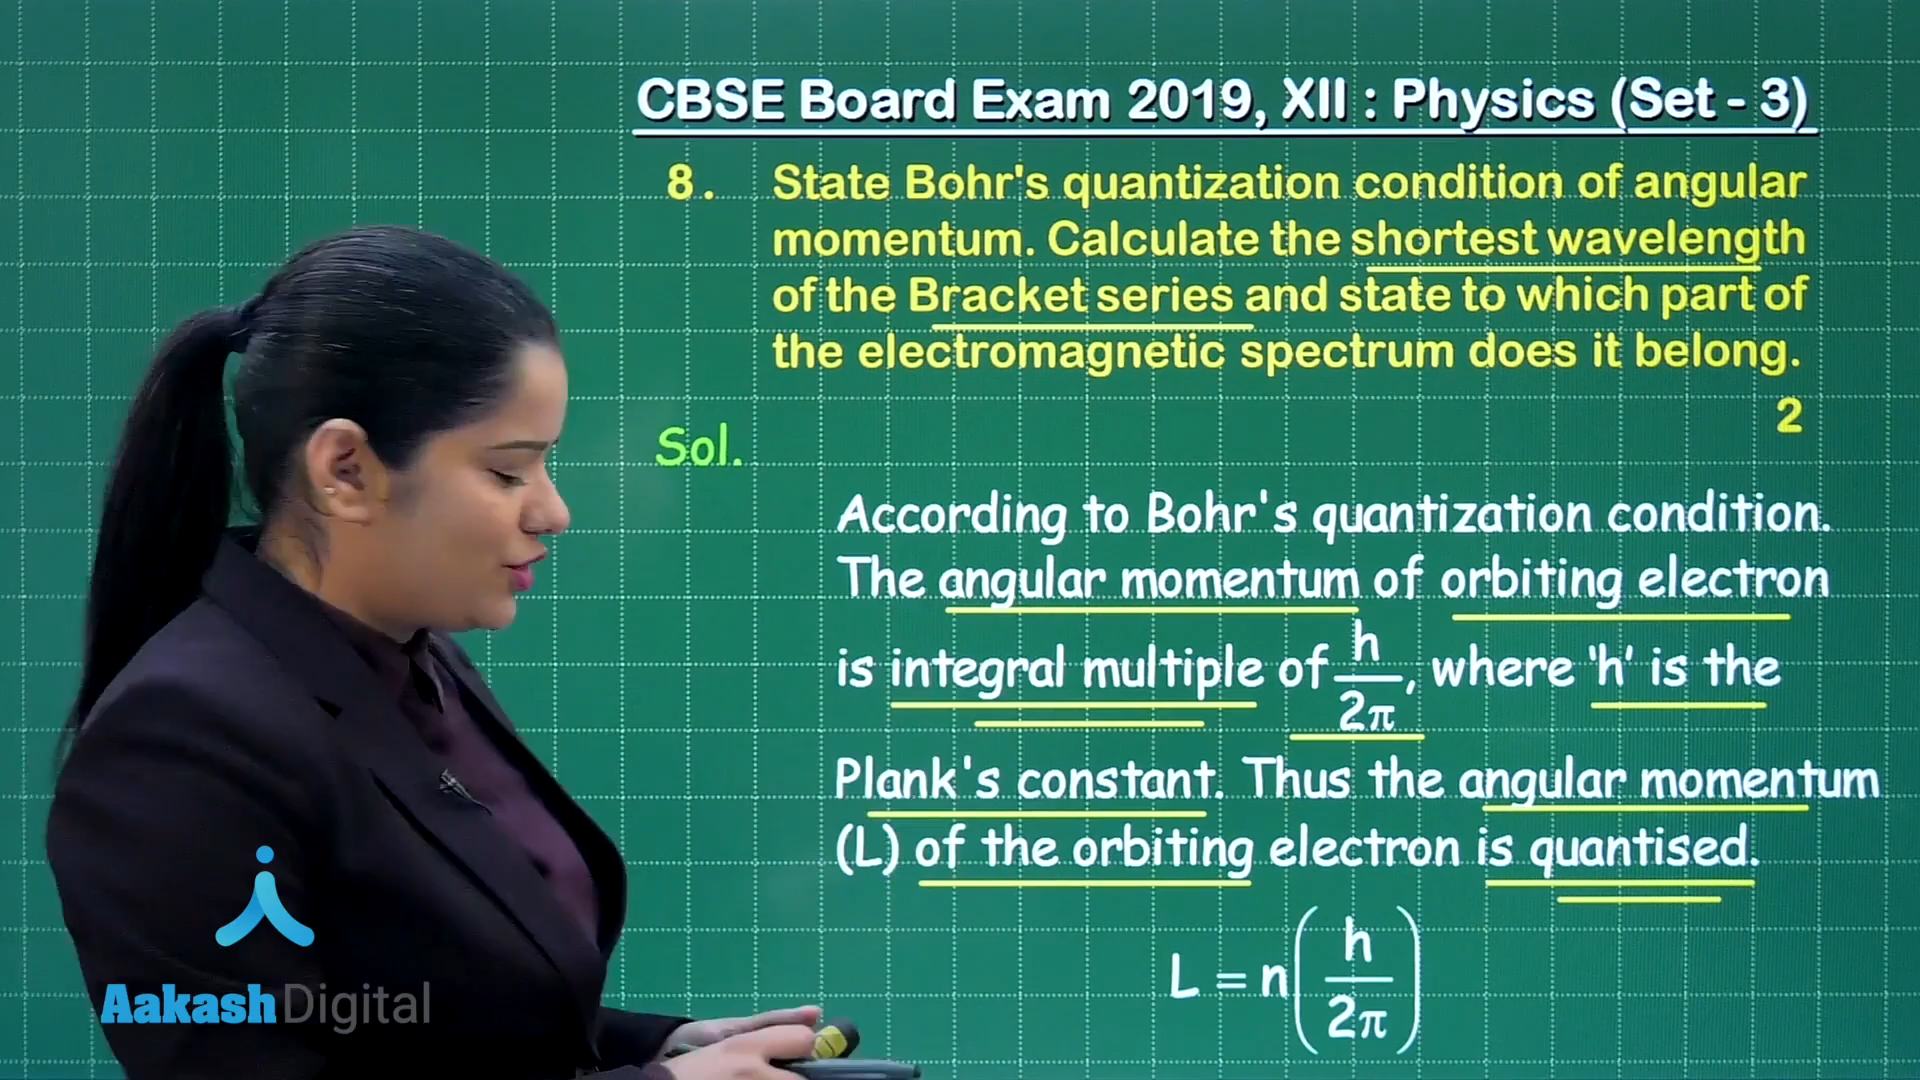 CBSE Board Exam 2019, XII : Physics (Set - 3)
8. State Bohr's quantization condition of angular
momentum. Calculate the shortest wavelength
of the Bracket series and state to which part of
the electromagnetic spectrum does it belong.
2
Sol.
According to Bohr's quantization condition.
The angular momentum of orbiting electron
is integral multiple of h/2π, where 'h' is the
Plank's constant. Thus the angular momentum
(L) of the orbiting electron is quantised.
L = n(h/2π)
Aakash Digital